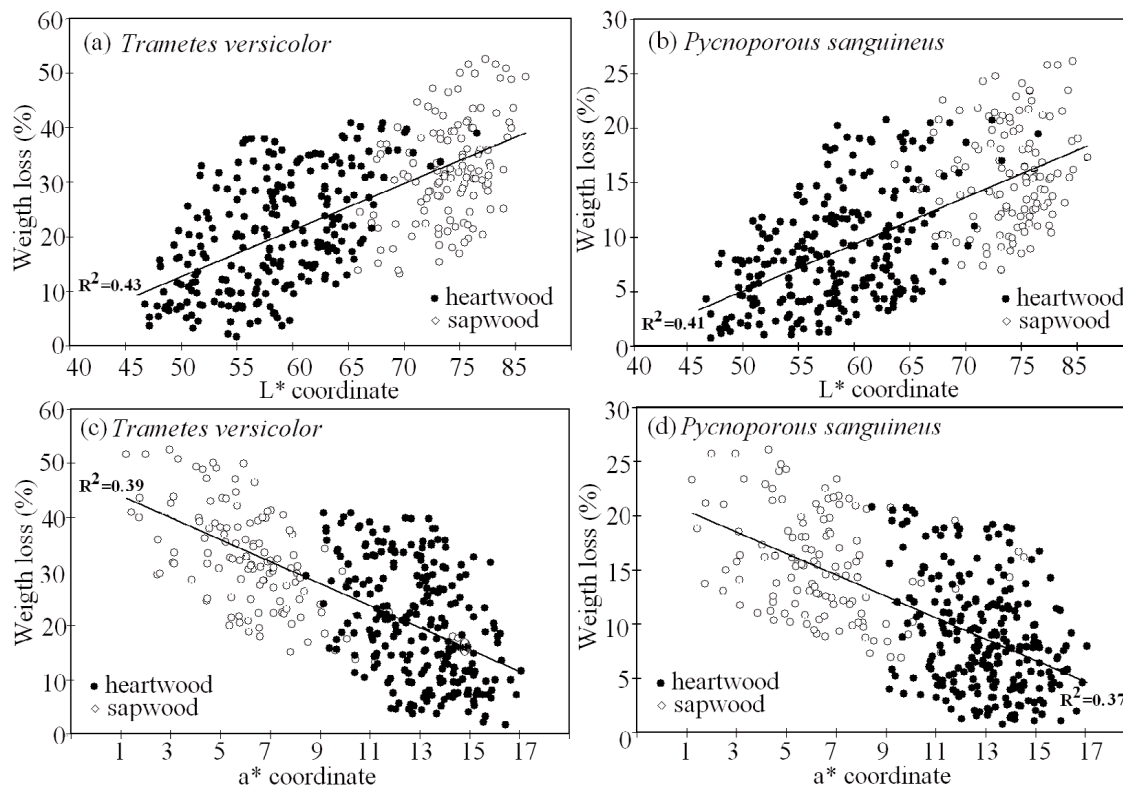 (a) Trametes versicolor
Weigth loss (%)
60
50
40
30
20
10
0
R²=0.43
heartwood
sapwood
40 45 50 55 60 65 70 75 85
L* coordinate
(b) Pycnoporous sanguineus
Weigth loss (%)
30
25
20
15
10
5
0
R²=0.41
heartwood
sapwood
40 45 50 55 60 65 70 75 85
L* coordinate
(c) Trametes versicolor
Weigth loss (%)
60
50
40
30
20
10
0
R²=0.39
heartwood
sapwood
1 3 5 7 9 11 13 15 17
a* coordinate
(d) Pycnoporous sanguineus
Weigth loss (%)
30
25
20
15
10
5
0
R²=0.37
heartwood
sapwood
1 3 5 7 9 11 13 15 17
a* coordinate